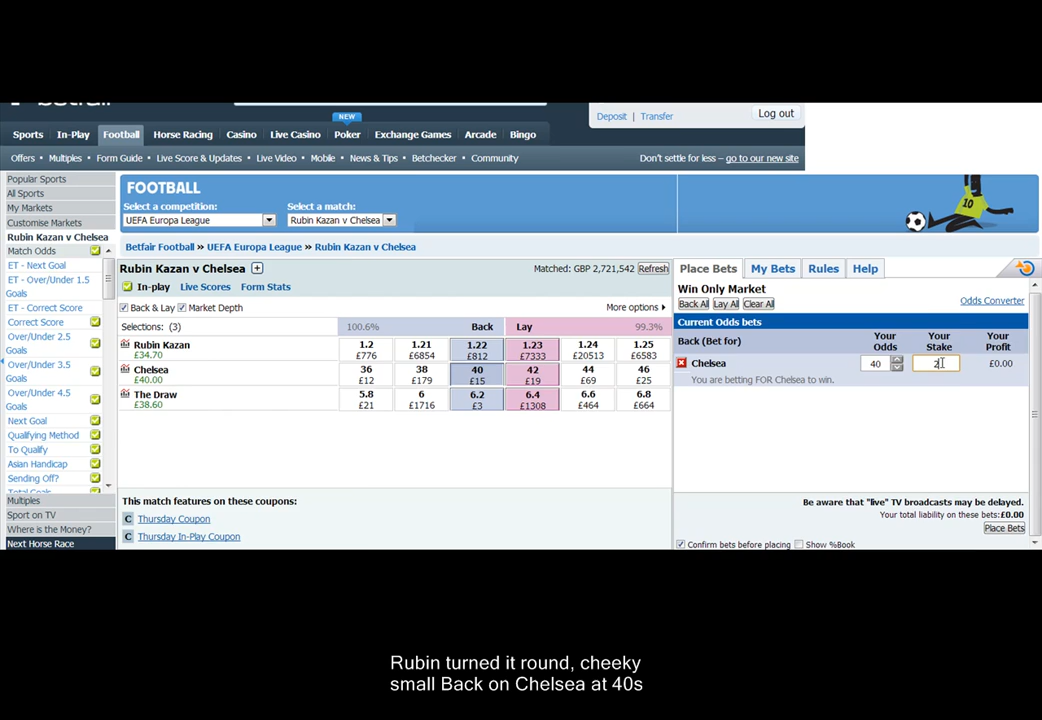 betfair
Log out
Deposit | Transfer
NEW
Sports In-Play Football Horse Racing Casino Live Casino Poker Exchange Games Arcade Bingo
Offers • Multiples • Form Guide • Live Score & Updates • Live Video • Mobile • News & Tips • Betchecker • Community
Don't settle for less – go to our new site
Popular Sports
All Sports
My Markets
Customise Markets
Rubin Kazan v Chelsea
Match Odds
ET - Next Goal
ET - Over/Under 1.5
Goals
ET - Correct Score
Correct Score
Over/Under 2.5
Goals
Over/Under 3.5
Goals
Over/Under 4.5
Goals
Next Goal
Qualifying Method
To Qualify
Asian Handicap
Sending Off?
Total Goals
Multiples
Sport on TV
Where is the Money?
Next Horse Race
FOOTBALL
Select a competition: Select a match:
UEFA Europa League Rubin Kazan v Chelsea
10
Betfair Football » UEFA Europa League » Rubin Kazan v Chelsea
Rubin Kazan v Chelsea + Matched: GBP 2,721,542 Refresh
In-play Live Scores Form Stats
Back & Lay Market Depth More options
Selections: (3) 100.6% Back Lay 99.3%
Rubin Kazan 1.2 1.21 1.22 1.23 1.24 1.25
£34.70 £776 £6854 £812 £7333 £20513 £6583
Chelsea 36 38 40 42 44 46
£40.00 £12 £179 £15 £19 £69 £25
The Draw 5.8 6 6.2 6.4 6.6 6.8
£38.60 £21 £1716 £3 £1308 £464 £664
This match features on these coupons:
C Thursday Coupon
C Thursday In-Play Coupon
Place Bets My Bets Rules Help
Win Only Market
Back All Lay All Clear All Odds Converter
Current Odds bets
Back (Bet for) Your Odds Your Stake Your Profit
Chelsea 40 2 £0.00
You are betting FOR Chelsea to win.
Be aware that "live" TV broadcasts may be delayed.
Your total liability on these bets:£0.00
Place Bets
Confirm bets before placing Show %Book
Rubin turned it round, cheeky
small Back on Chelsea at 40s